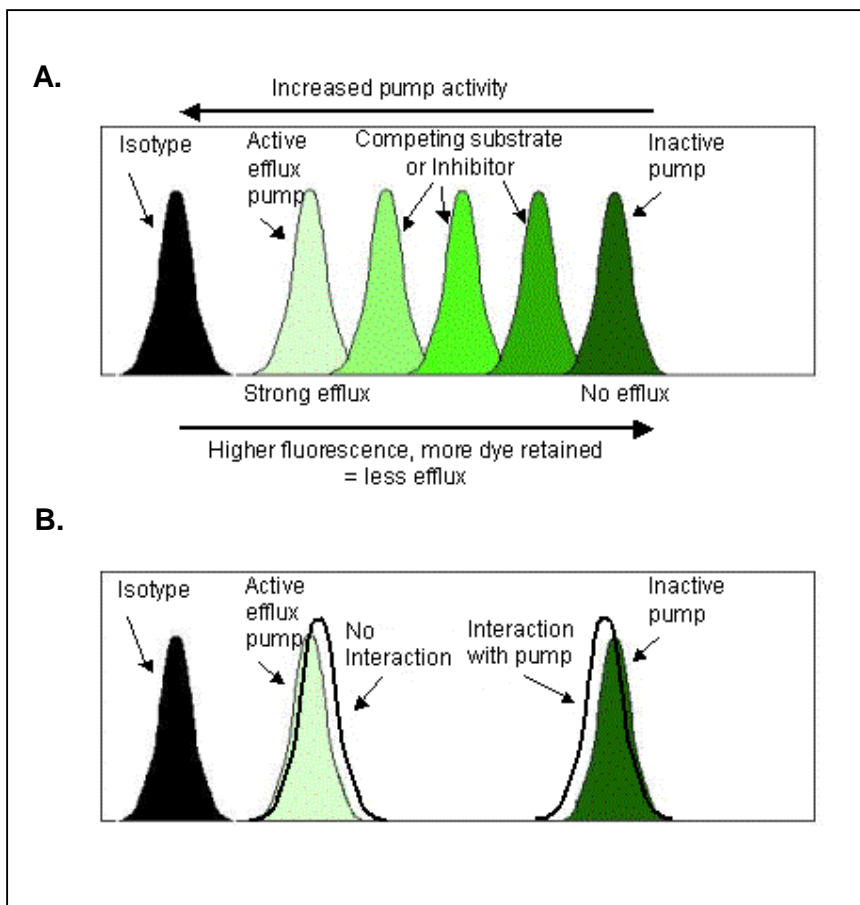 A.
Increased pump activity
Isotype
Active
efflux
pump
Competing substrate
or Inhibitor
Inactive
pump
Strong efflux
No efflux
Higher fluorescence, more dye retained
= less efflux
B.
Isotype
Active
efflux
pump
No
Interaction
Interaction
with pump
Inactive
pump